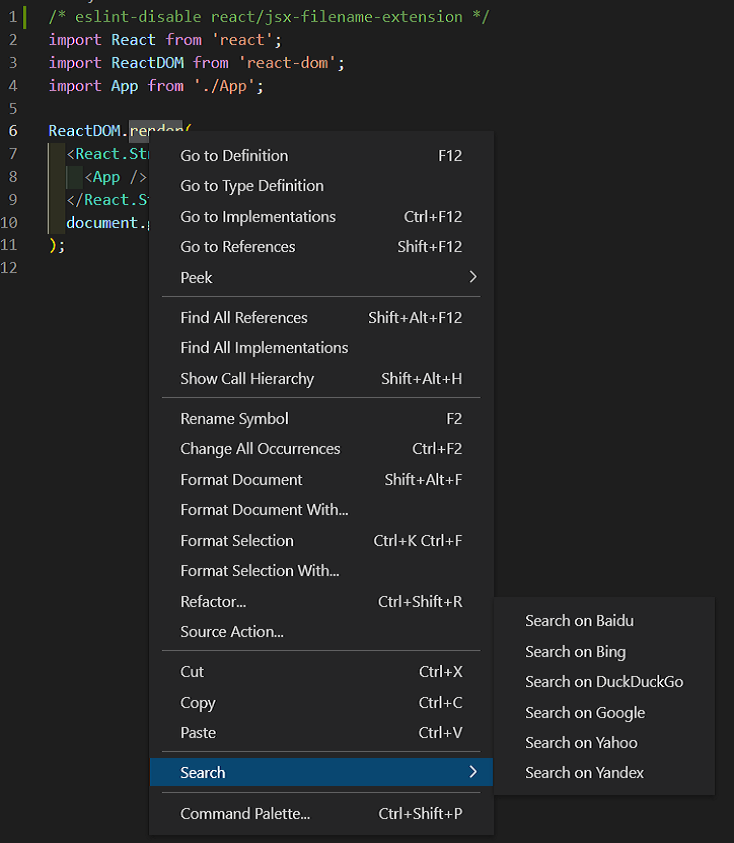 1 /* eslint-disable react/jsx-filename-extension */
2 import React from 'react';
3 import ReactDOM from 'react-dom';
4 import App from './App';
5
6 ReactDOM.render(
7 <React.St
8 <App />
9 </React.S
10 document.
11 );
12
Go to Definition F12
Go to Type Definition
Go to Implementations Ctrl+F12
Go to References Shift+F12
Peek
Find All References Shift+Alt+F12
Find All Implementations
Show Call Hierarchy Shift+Alt+H
Rename Symbol F2
Change All Occurrences Ctrl+F2
Format Document Shift+Alt+F
Format Document With...
Format Selection Ctrl+K Ctrl+F
Format Selection With...
Refactor... Ctrl+Shift+R
Source Action...
Cut Ctrl+X
Copy Ctrl+C
Paste Ctrl+V
Search
Command Palette... Ctrl+Shift+P
Search on Baidu
Search on Bing
Search on DuckDuckGo
Search on Google
Search on Yahoo
Search on Yandex